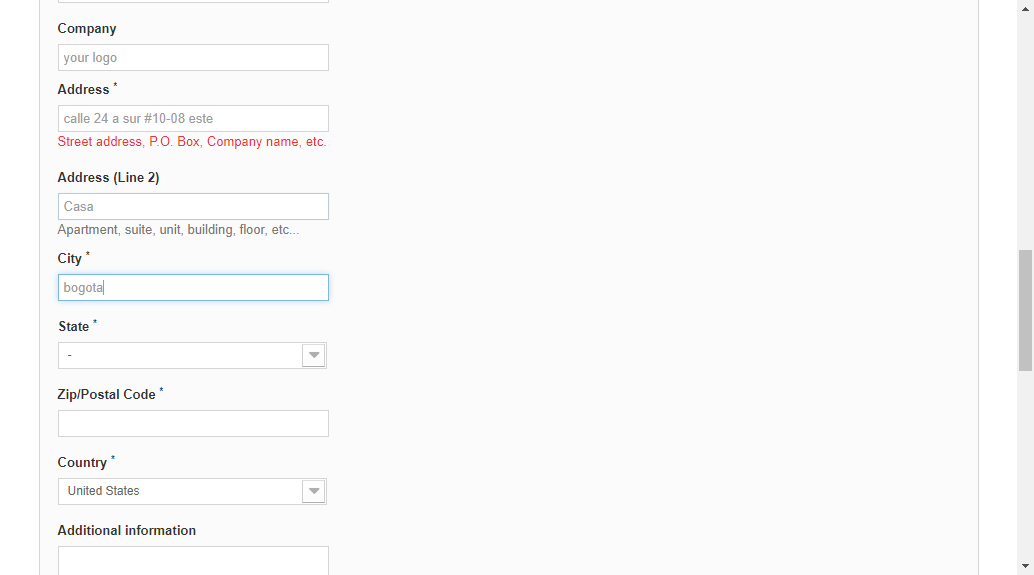 Company
your logo
Address *
calle 24 a sur #10-08 este
Street address, P.O. Box, Company name, etc.
Address (Line 2)
Casa
Apartment, suite, unit, building, floor, etc...
City *
bogota
State *
-
Zip/Postal Code *
Country *
United States
Additional information